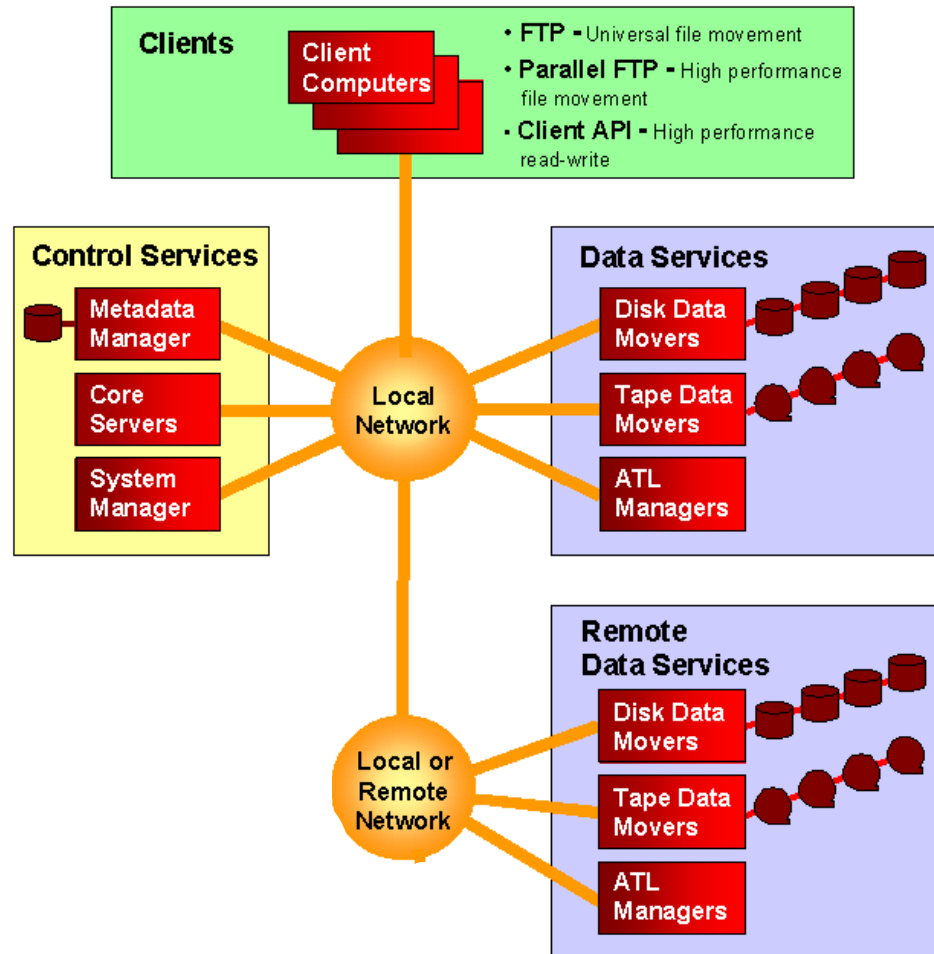 Clients
Client
Computers
• FTP - Universal file movement
• Parallel FTP - High performance
file movement
• Client API - High performance
read-write
Control Services
Metadata
Manager
Core
Servers
System
Manager
Local
Network
Data Services
Disk Data
Movers
Tape Data
Movers
ATL
Managers
Local or
Remote
Network
Remote
Data Services
Disk Data
Movers
Tape Data
Movers
ATL
Managers